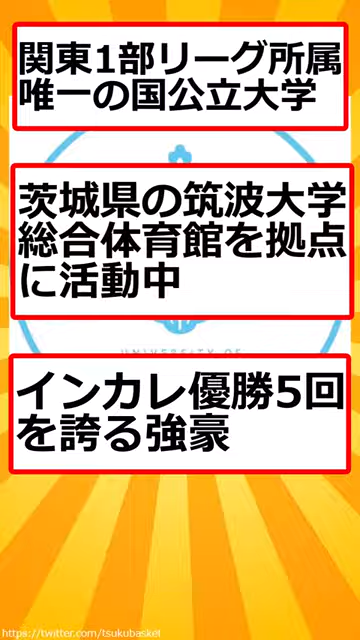 関東1部リーグ所属
唯一の国公立大学
茨城県の筑波大学
総合体育館を拠点
に活動中
UNIVERSITY OF
インカレ優勝5回
を誇る強豪
https://twitter.com/tsukubasket